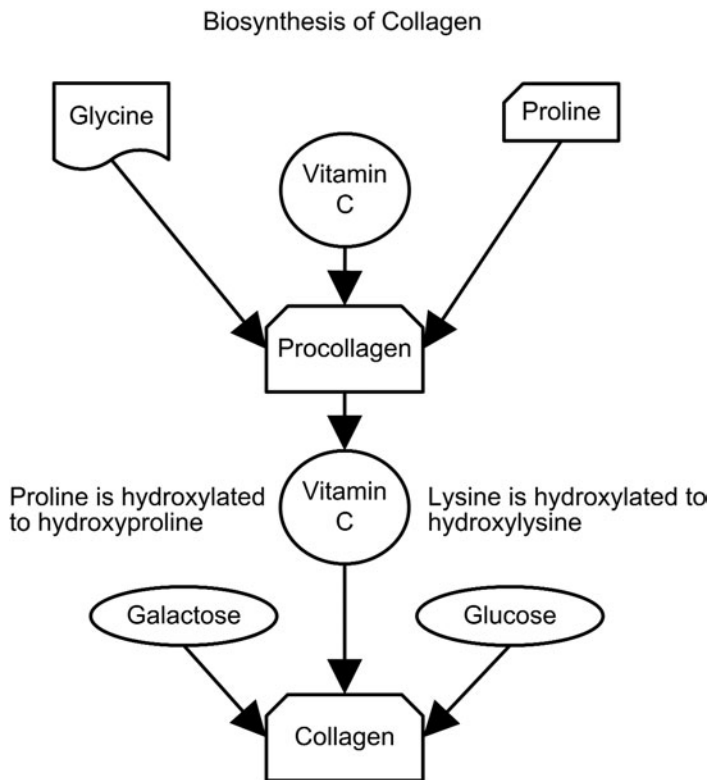 Biosynthesis of Collagen
Glycine
Proline
Vitamin
C
Procollagen
Proline is hydroxylated
to hydroxyproline
Vitamin
C
Lysine is hydroxylated to
hydroxylysine
Galactose
Glucose
Collagen